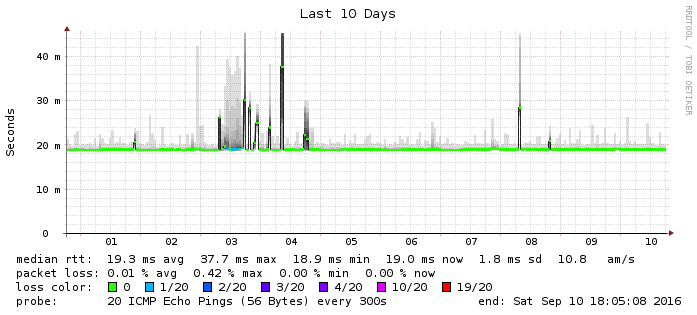 Last 10 Days
RRDTOOL / TOBI OETIKER
Seconds
40 m
30 m
20 m
10 m
0
01 02 03 04 05 06 07 08 09 10
median rtt: 19.3 ms avg 37.7 ms max 18.9 ms min 19.0 ms now 1.8 ms sd 10.8 am/s
packet loss: 0.01 % avg 0.42 % max 0.00 % min 0.00 % now
loss color: 0 1/20 2/20 3/20 4/20 10/20 19/20
probe: 20 ICMP Echo Pings (56 Bytes) every 300s end: Sat Sep 10 18:05:08 2016